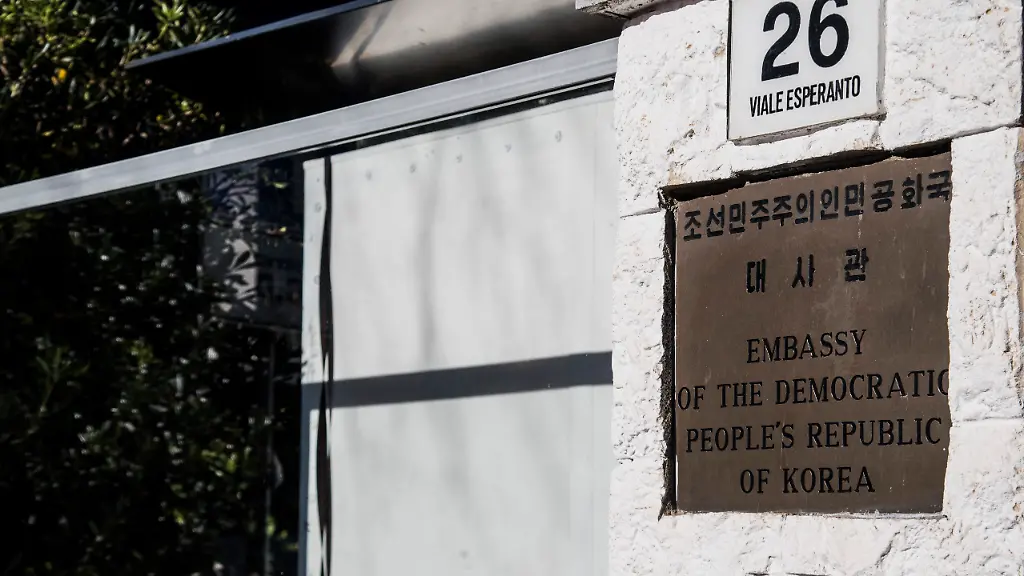 26
VIALE ESPERANTO
조선민주주의인민공화국
대 사 관
EMBASSY
OF THE DEMOCRATIC
PEOPLE'S REPUBLIC
OF KOREA